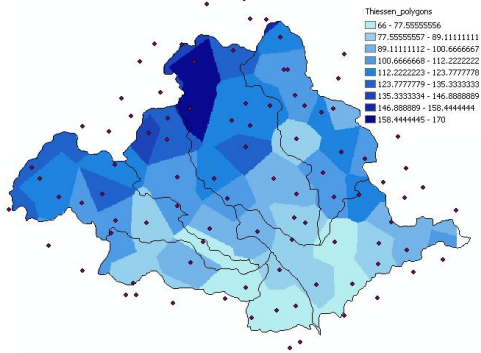 Thiessen_polygons
66 - 77.55555556
77.55555557 - 89.11111111
89.11111112 - 100.6666667
100.6666668 - 112.2222222
112.2222223 - 123.7777778
123.7777779 - 135.3333333
135.3333334 - 146.8888889
146.888889 - 158.4444444
158.4444445 - 170